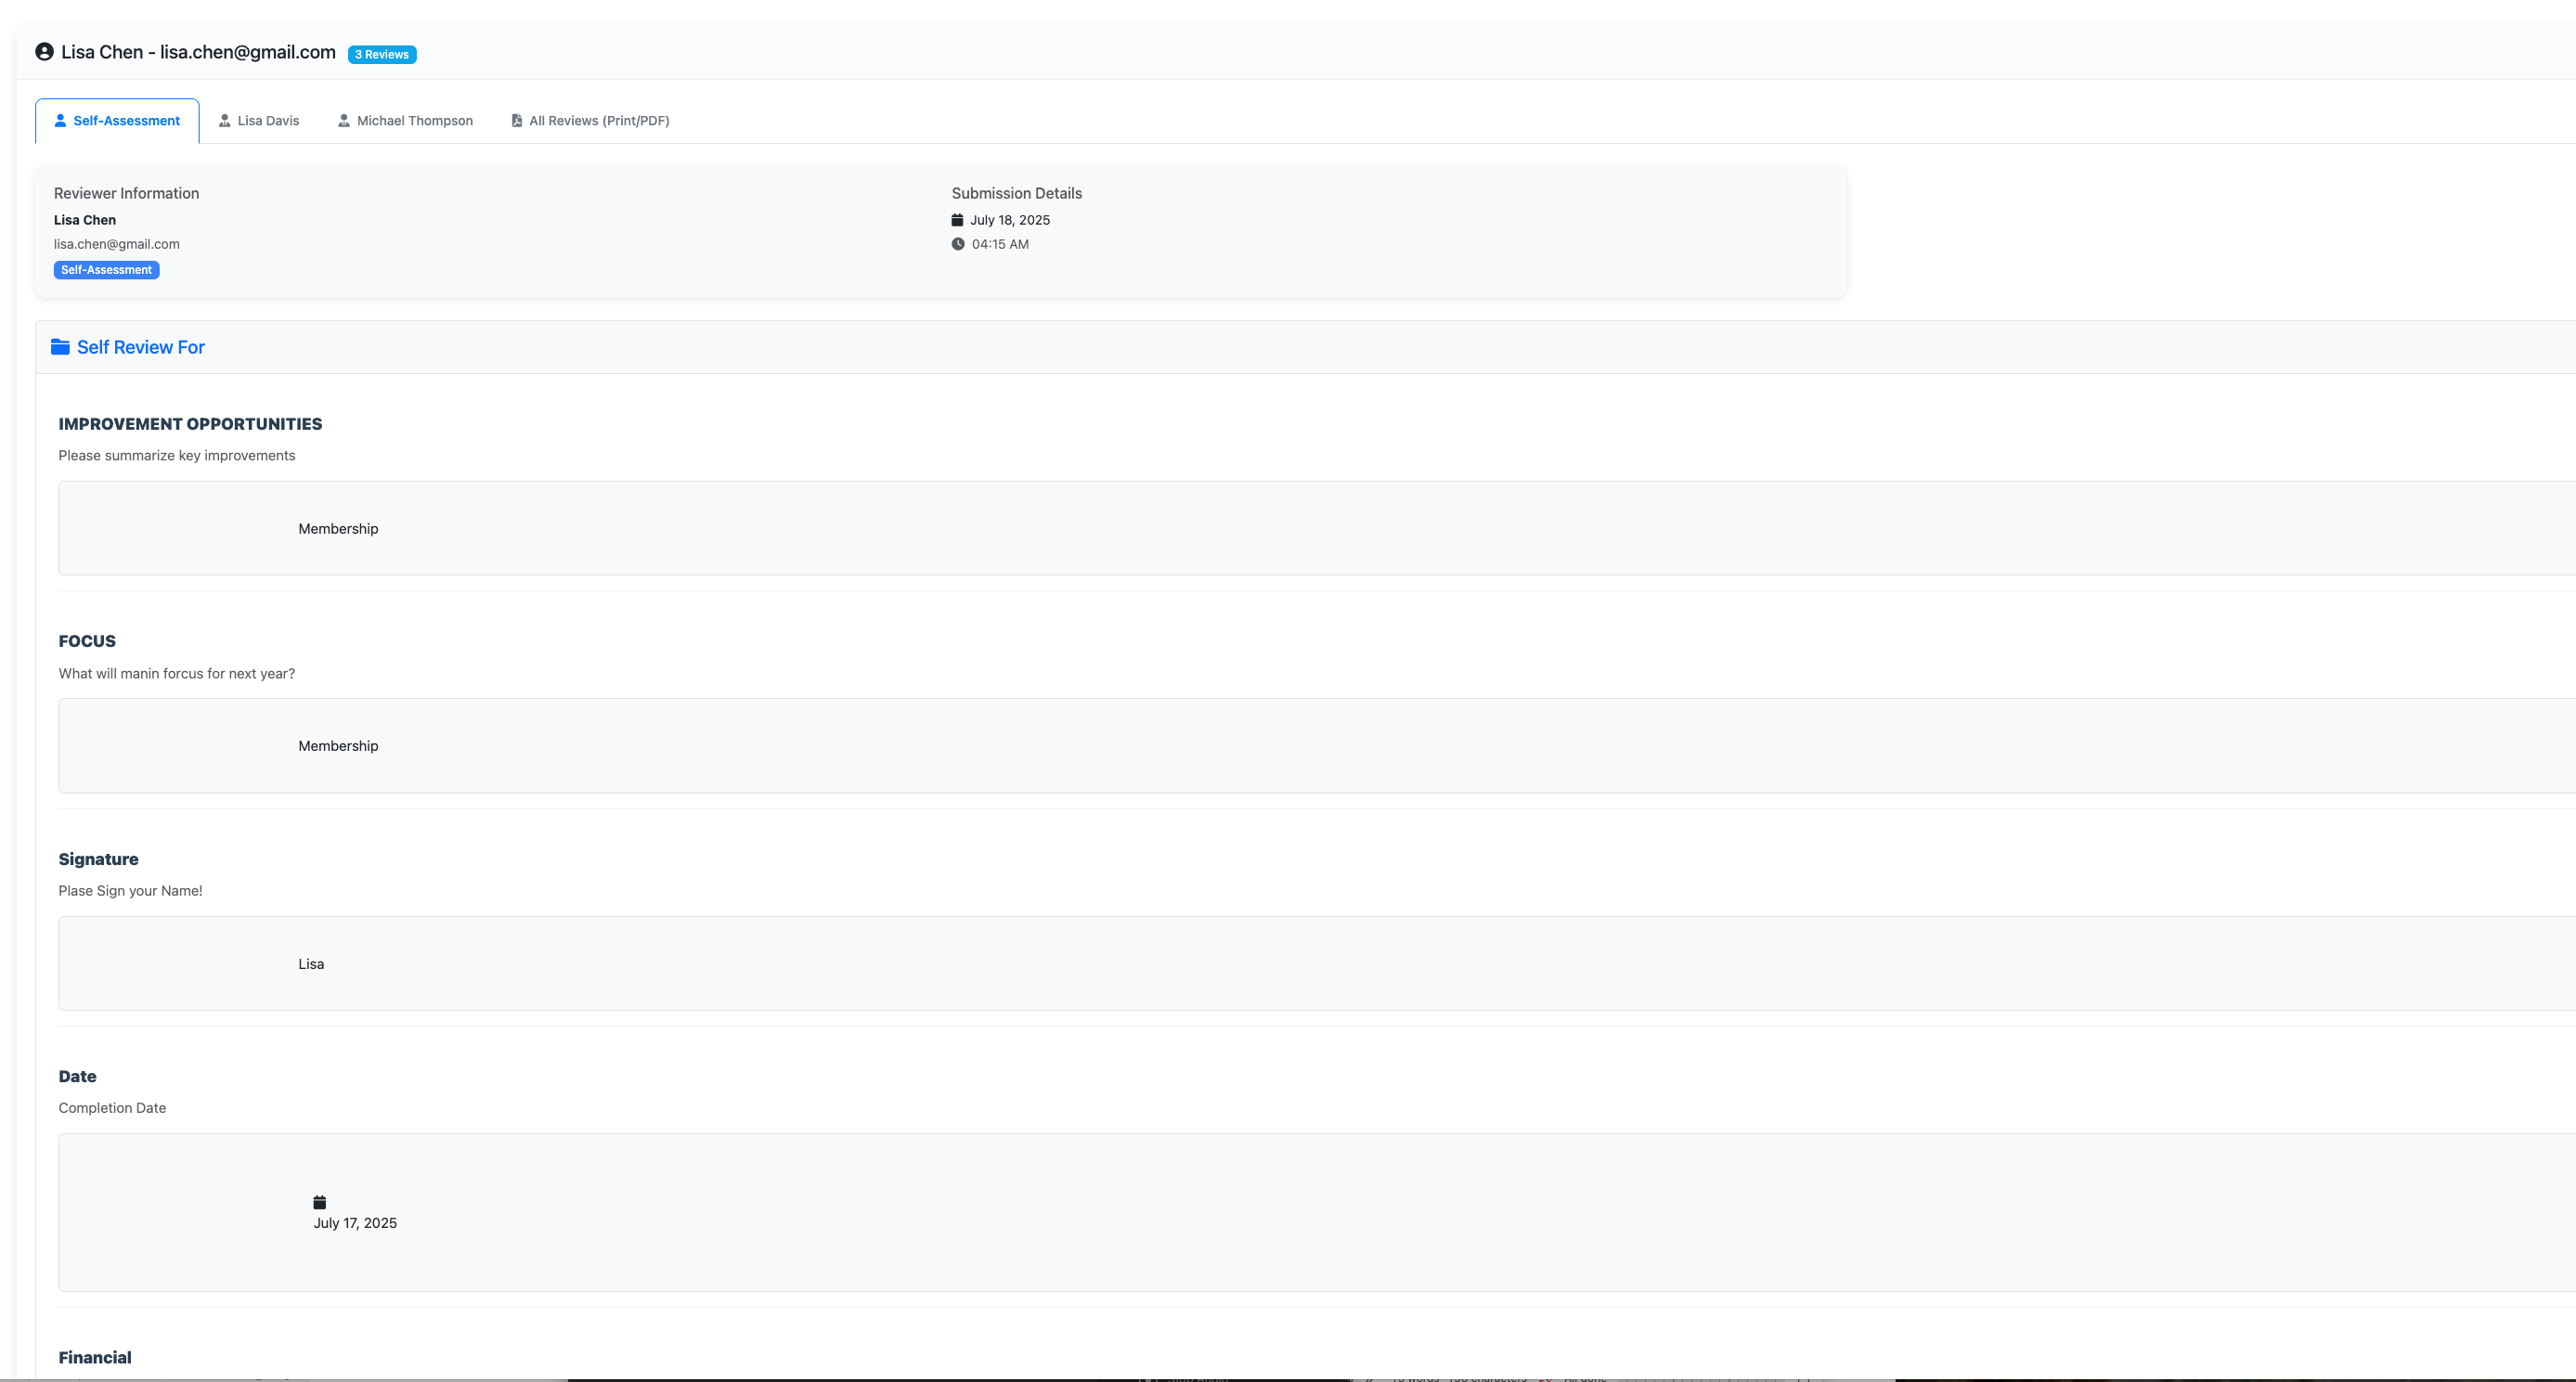 Lisa Chen - lisa.chen@gmail.com 3 Reviews
Self-Assessment Lisa Davis Michael Thompson All Reviews (Print/PDF)
Reviewer Information
Lisa Chen
lisa.chen@gmail.com
Self-Assessment
Submission Details
July 18, 2025
04:15 AM
Self Review For
IMPROVEMENT OPPORTUNITIES
Please summarize key improvements
Membership
FOCUS
What will manin forcus for next year?
Membership
Signature
Plase Sign your Name!
Lisa
Date
Completion Date
July 17, 2025
Financial